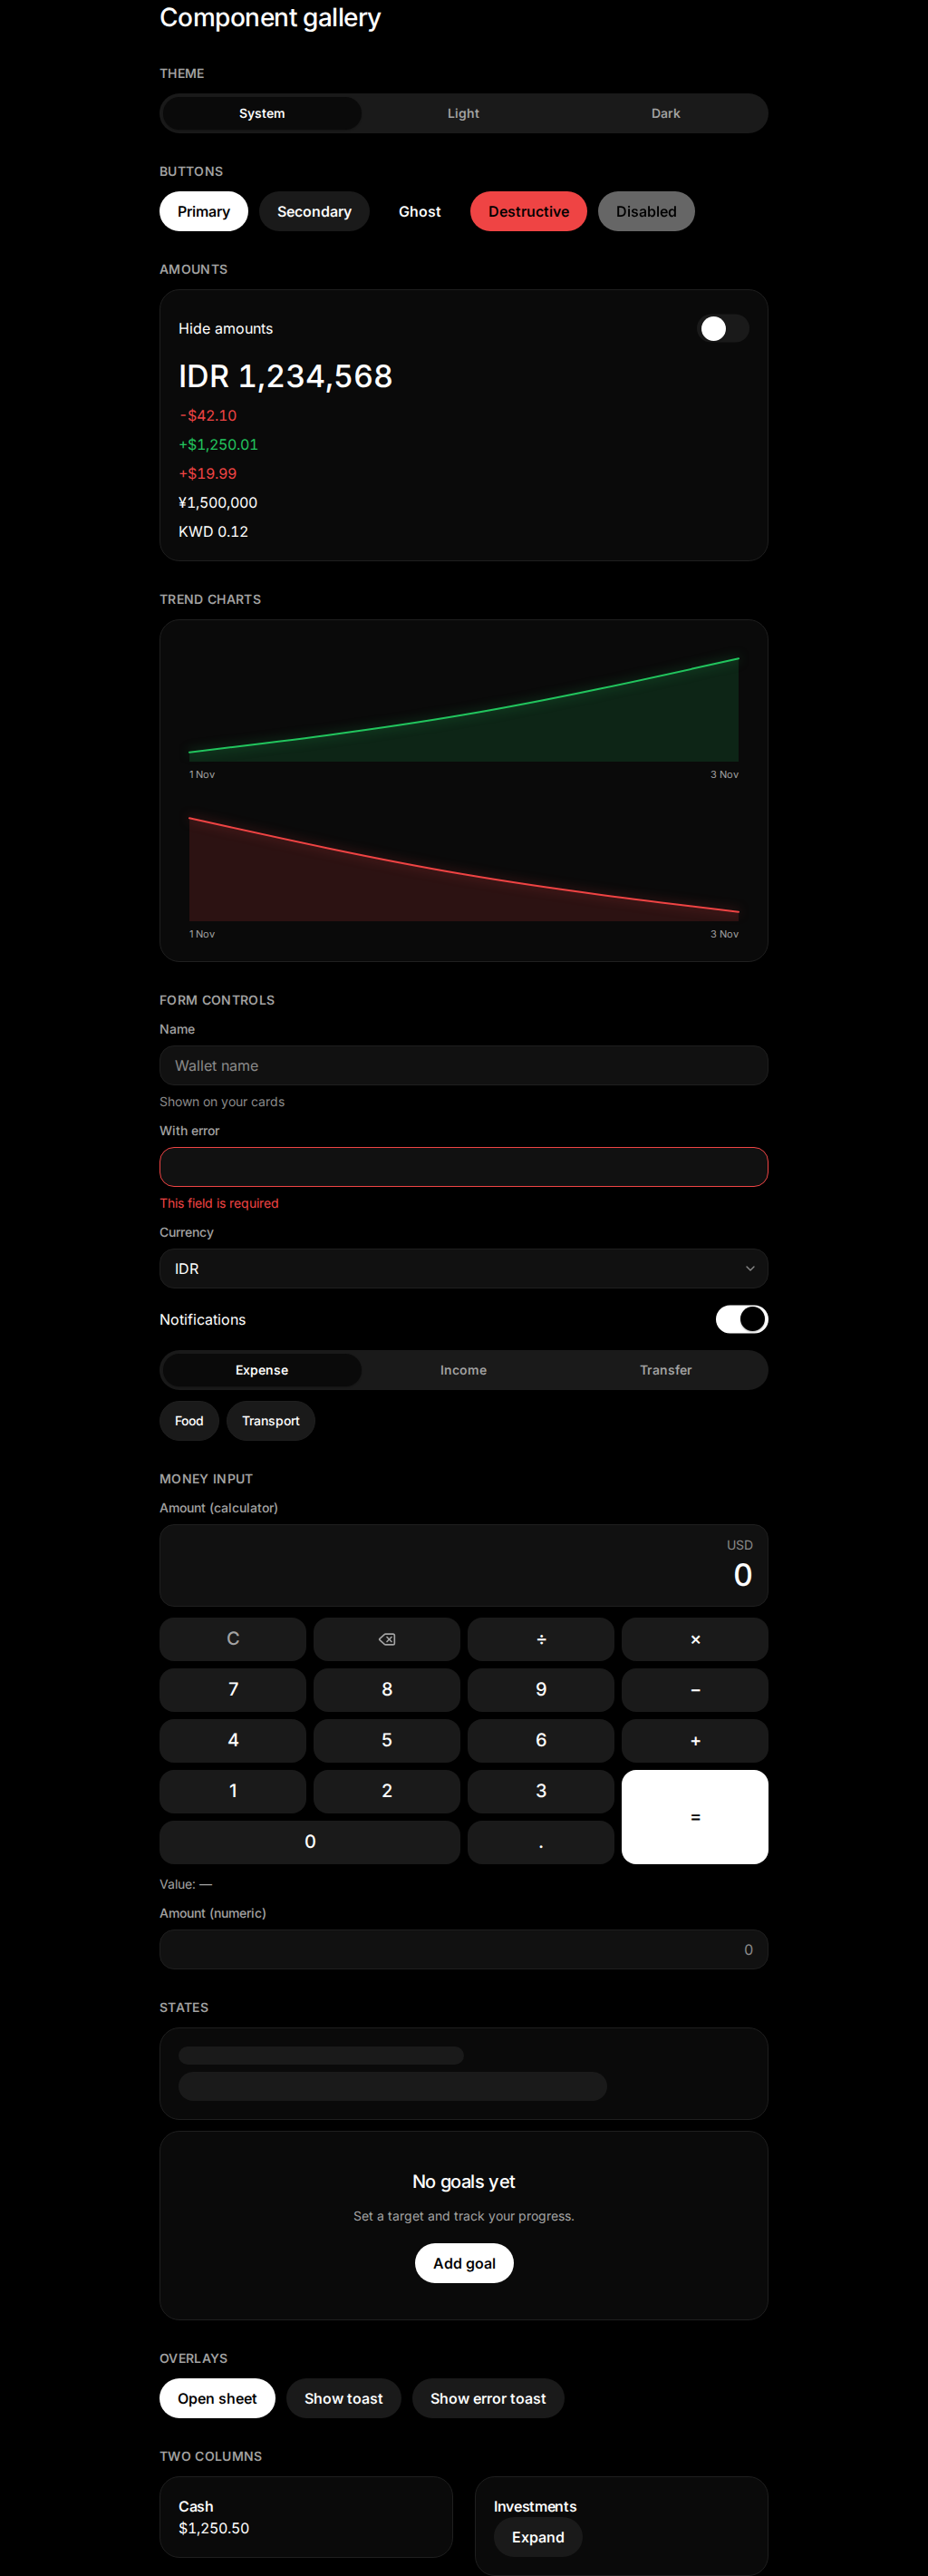 Component gallery
THEME
System Light Dark
BUTTONS
Primary Secondary Ghost Destructive Disabled
AMOUNTS
Hide amounts
IDR 1,234,568
-$42.10
+$1,250.01
+$19.99
¥1,500,000
KWD 0.12
TREND CHARTS
1 Nov 3 Nov
1 Nov 3 Nov
FORM CONTROLS
Name
Wallet name
Shown on your cards
With error
This field is required
Currency
IDR
Notifications
Expense Income Transfer
Food Transport
MONEY INPUT
Amount (calculator)
USD
0
C ÷ ×
7 8 9 −
4 5 6 +
1 2 3 =
0 .
Value: —
Amount (numeric)
0
STATES
No goals yet
Set a target and track your progress.
Add goal
OVERLAYS
Open sheet Show toast Show error toast
TWO COLUMNS
Cash
$1,250.50
Investments
Expand